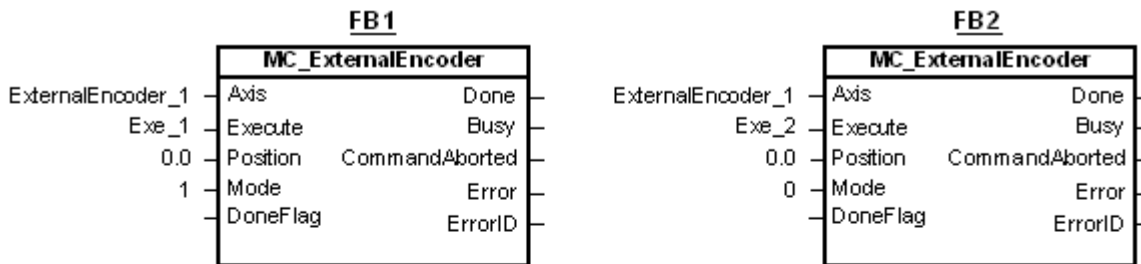 FB1 FB2
MC_ExternalEncoder MC_ExternalEncoder
ExternalEncoder_1 Axis Done ExternalEncoder_1 Axis Done
Exe_1 Execute Busy Exe_2 Execute Busy
0.0 Position CommandAborted 0.0 Position CommandAborted
1 Mode Error 0 Mode Error
DoneFlag ErrorID DoneFlag ErrorID